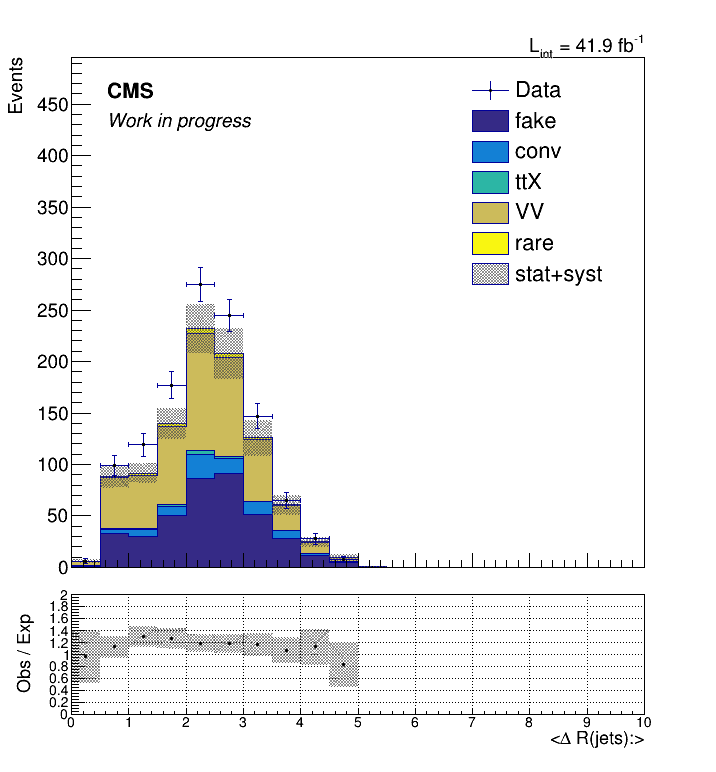 L_int = 41.9 fb^-1
Events
CMS
Work in progress
Data
fake
conv
ttX
VV
rare
stat+syst
450
400
350
300
250
200
150
100
50
0
Obs / Exp
2
1.8
1.6
1.4
1.2
1
0.8
0.6
0.4
0.2
0
0 1 2 3 4 5 6 7 8 9 10
<Δ R(jets):>